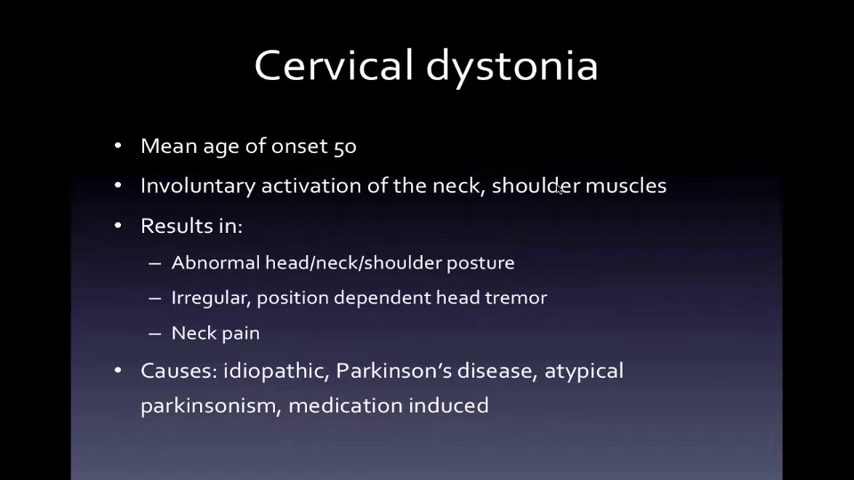 Cervical dystonia
• Mean age of onset 50
• Involuntary activation of the neck, shoulder muscles
• Results in:
– Abnormal head/neck/shoulder posture
– Irregular, position dependent head tremor
– Neck pain
• Causes: idiopathic, Parkinson's disease, atypical
parkinsonism, medication induced